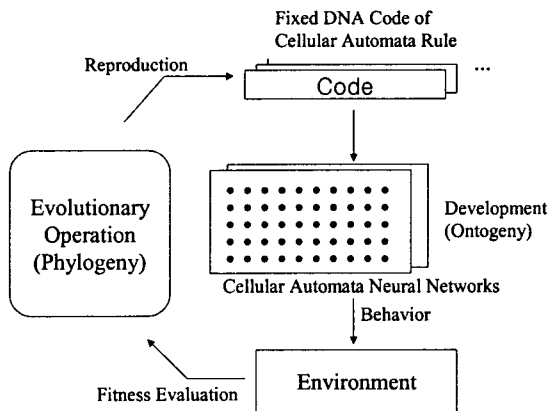 Fixed DNA Code of
Cellular Automata Rule
Reproduction
...
Code
Evolutionary
Operation
(Phylogeny)
Development
(Ontogeny)
Cellular Automata Neural Networks
Behavior
Environment
Fitness Evaluation